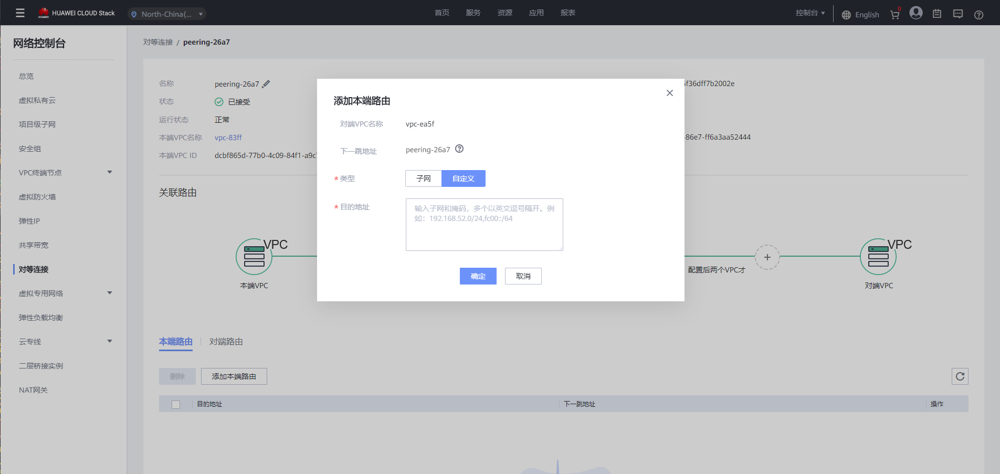 HUAWEI
HUAWEI CLOUD Stack
North-China(...
首页
服务
资源
应用
报表
控制台
English
0
网络控制台
总览
虚拟私有云
项目级子网
安全组
VPC终端节点
虚拟防火墙
弹性IP
共享带宽
对等连接
虚拟专用网络
弹性负载均衡
云专线
二层桥接实例
NAT网关
对等连接 / peering-26a7
名称 peering-26a7
f36dff7b2002e
状态 已接受
运行状态 正常
本端VPC名称 vpc-83ff
-86e7-ff6a3aa52444
本端VPC ID dcbf865d-77b0-4c09-84f1-a9c
关联路由
VPC
本端VPC
配置后两个VPC才
VPC
对端VPC
添加本端路由
对端VPC名称 vpc-ea5f
下一跳地址 peering-26a7
* 类型 子网 自定义
* 目的地址
输入子网和掩码，多个以英文逗号隔开。例
如：192.168.52.0/24,fc00::/64
确定 取消
本端路由 对端路由
删除 添加本端路由
目的地址 下一跳地址 操作